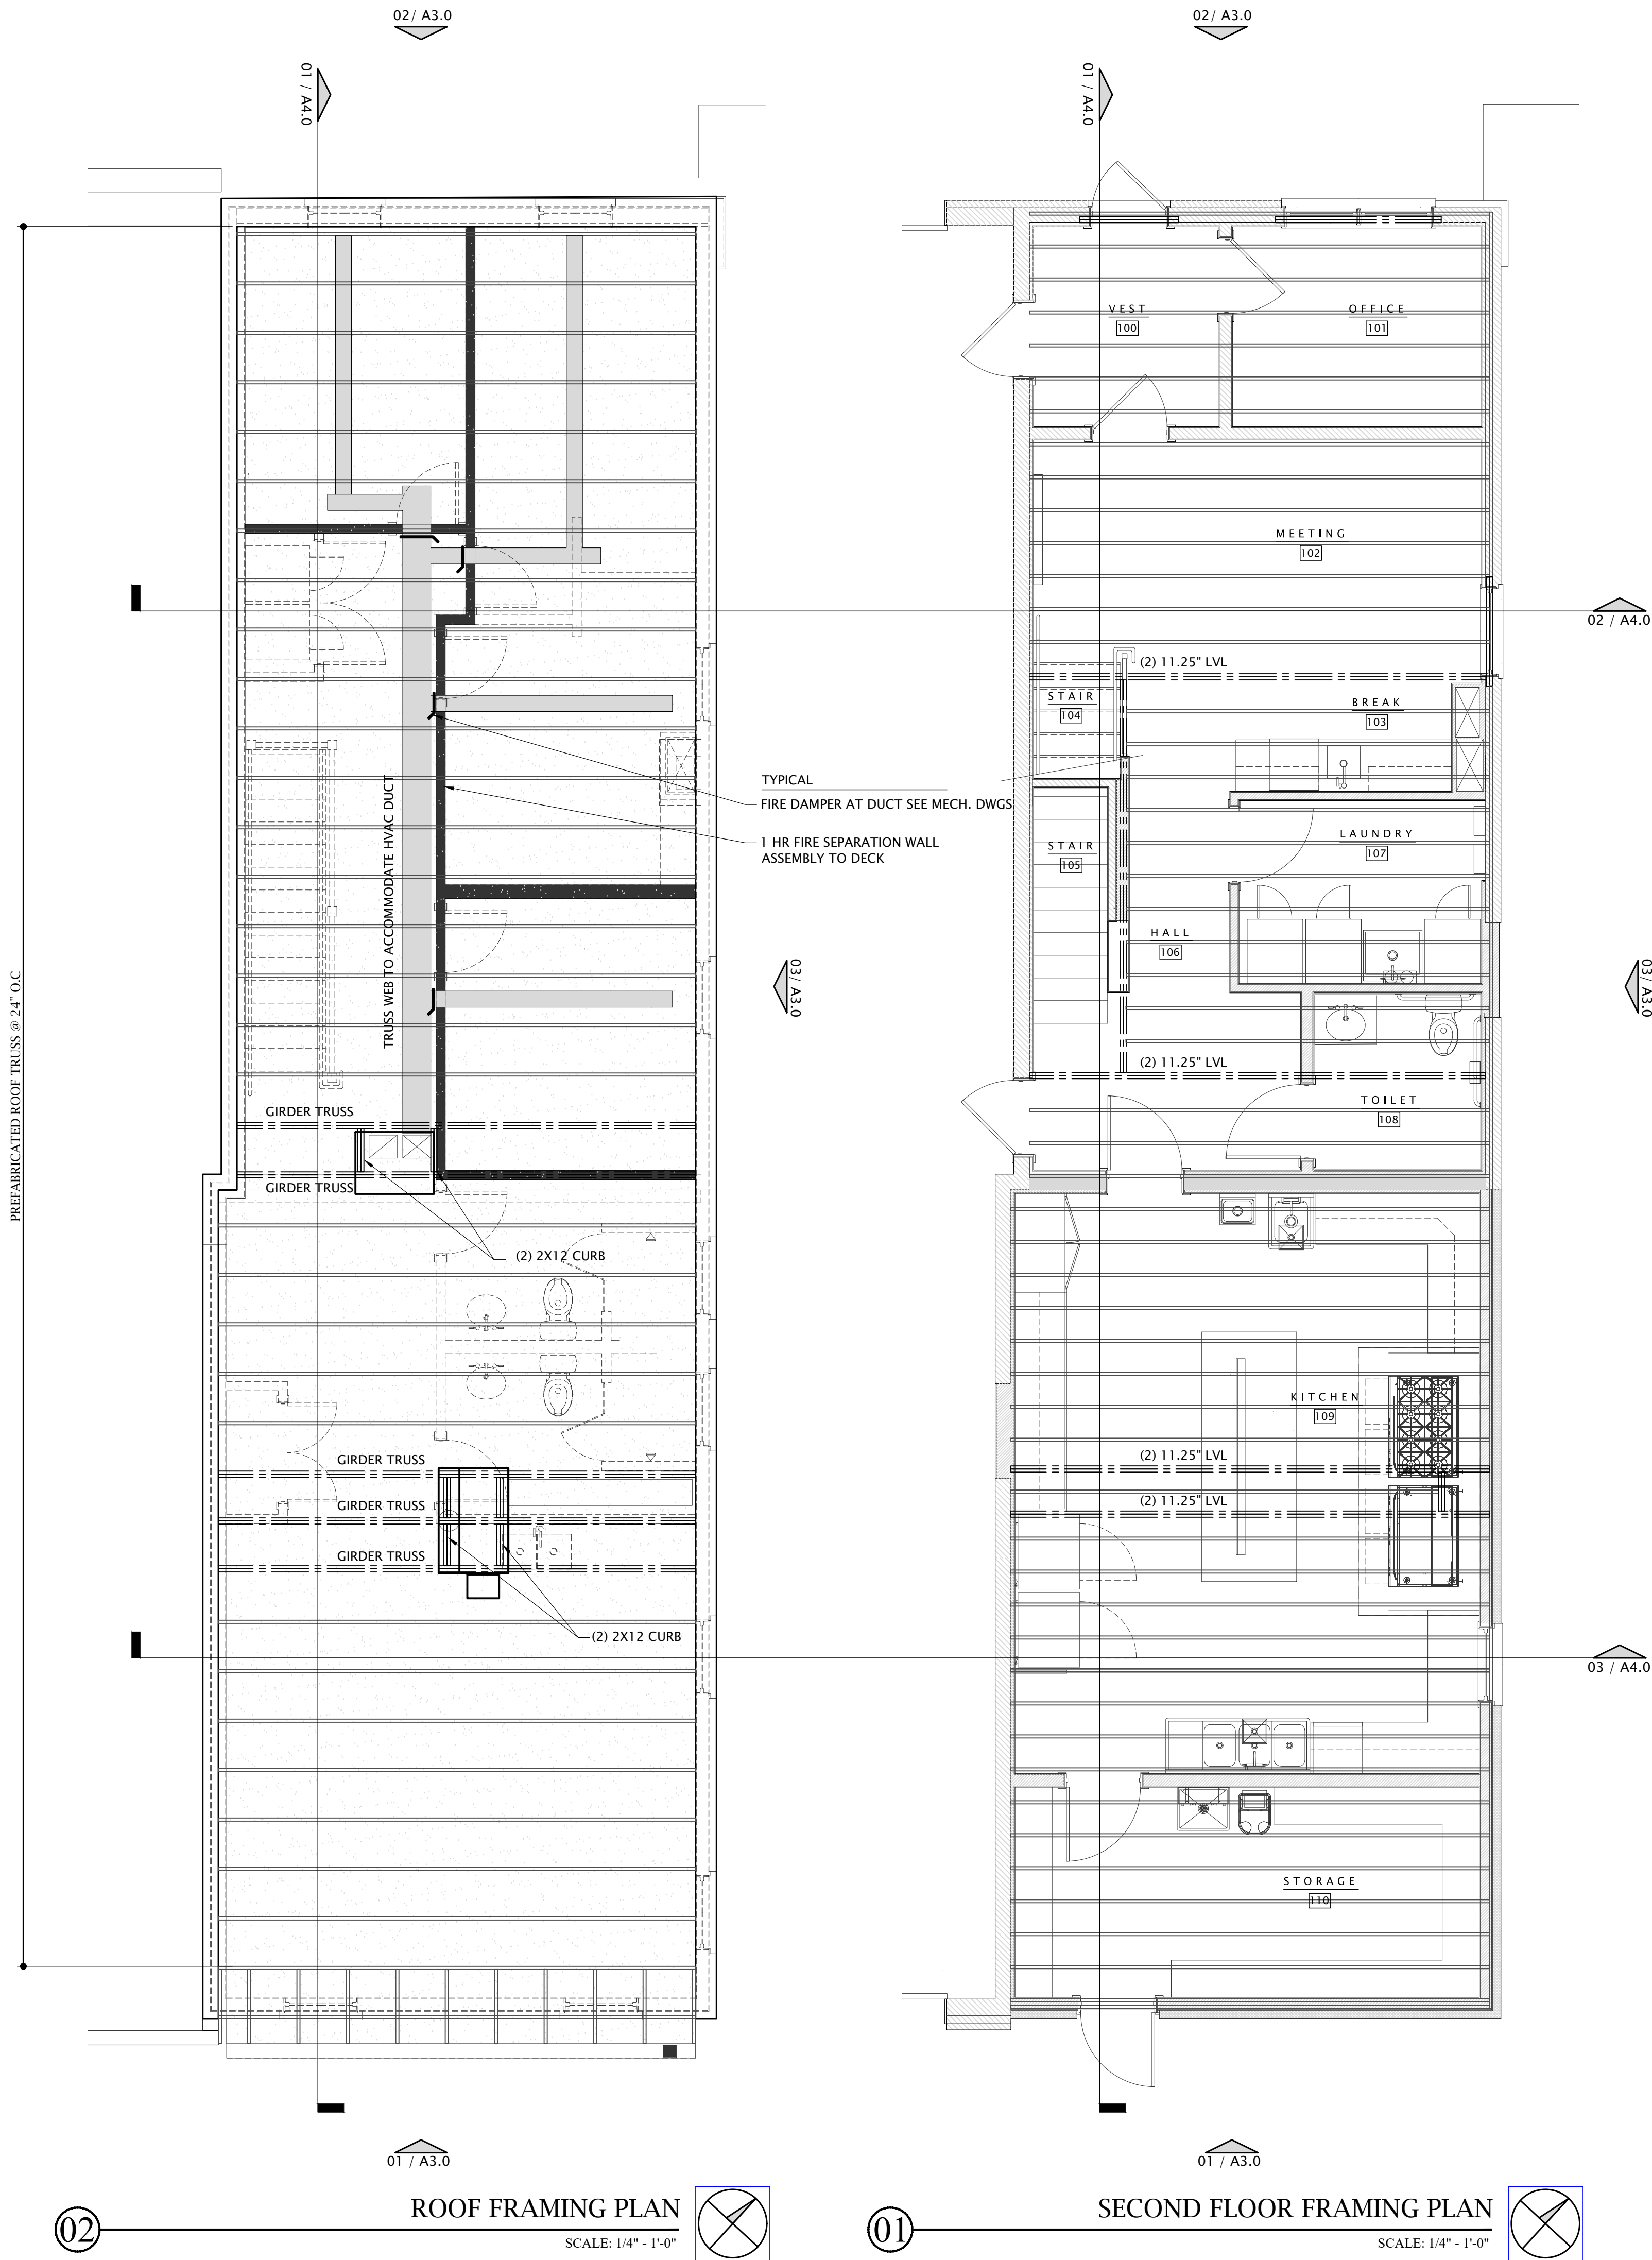 02/ A3.0
02/ A3.0
01 / A4.0
01 / A4.0
VEST
100
OFFICE
101
MEETING
102
02 / A4.0
(2) 11.25" LVL
STAIR
104
BREAK
103
TYPICAL
FIRE DAMPER AT DUCT SEE MECH. DWGS
1 HR FIRE SEPARATION WALL
ASSEMBLY TO DECK
TRUSS WEB TO ACCOMMODATE HVAC DUCT
STAIR
105
LAUNDRY
107
HALL
106
03/ A3.0
03/ A3.0
PREFABRICATED ROOF TRUSS @ 24" O.C
(2) 11.25" LVL
GIRDER TRUSS
TOILET
108
GIRDER TRUSS
(2) 2X12 CURB
KITCHEN
109
GIRDER TRUSS
(2) 11.25" LVL
GIRDER TRUSS
(2) 11.25" LVL
GIRDER TRUSS
(2) 2X12 CURB
03 / A4.0
STORAGE
110
01 / A3.0
01 / A3.0
02
ROOF FRAMING PLAN
SCALE: 1/4" - 1'-0"
01
SECOND FLOOR FRAMING PLAN
SCALE: 1/4" - 1'-0"